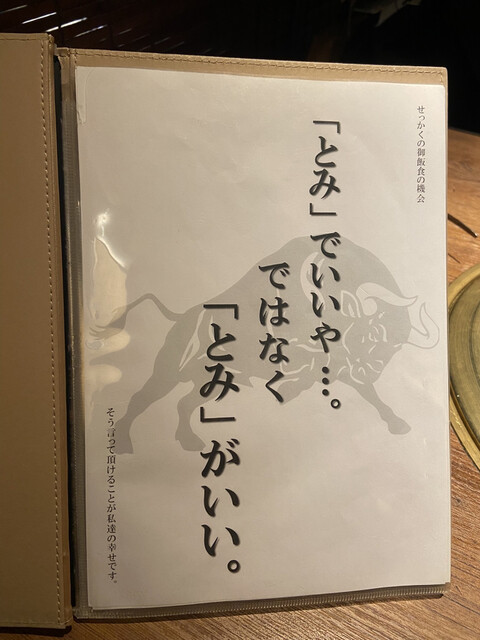 せっかくの御飯食の機会
「とみ」でいいや…。
ではなく
「とみ」がいい。
そう言って頂けることが私達の幸せです。